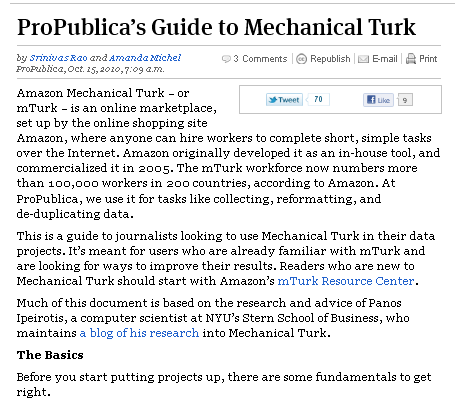 ProPublica’s Guide to Mechanical Turk
by Srinivas Rao and Amanda Michel
ProPublica, Oct. 15, 2010, 7:09 a.m.
3 Comments
Republish
E-mail
Print
Tweet 70
Like 9
Amazon Mechanical Turk – or
mTurk – is an online marketplace,
set up by the online shopping site
Amazon, where anyone can hire workers to complete short, simple tasks
over the Internet. Amazon originally developed it as an in-house tool, and
commercialized it in 2005. The mTurk workforce now numbers more
than 100,000 workers in 200 countries, according to Amazon. At
ProPublica, we use it for tasks like collecting, reformatting, and
de-duplicating data.
This is a guide to journalists looking to use Mechanical Turk in their data
projects. It’s meant for users who are already familiar with mTurk and
are looking for ways to improve their results. Readers who are new to
Mechanical Turk should start with Amazon’s mTurk Resource Center.
Much of this document is based on the research and advice of Panos
Ipeirotis, a computer scientist at NYU’s Stern School of Business, who
maintains a blog of his research into Mechanical Turk.
The Basics
Before you start putting projects up, there are some fundamentals to get
right.